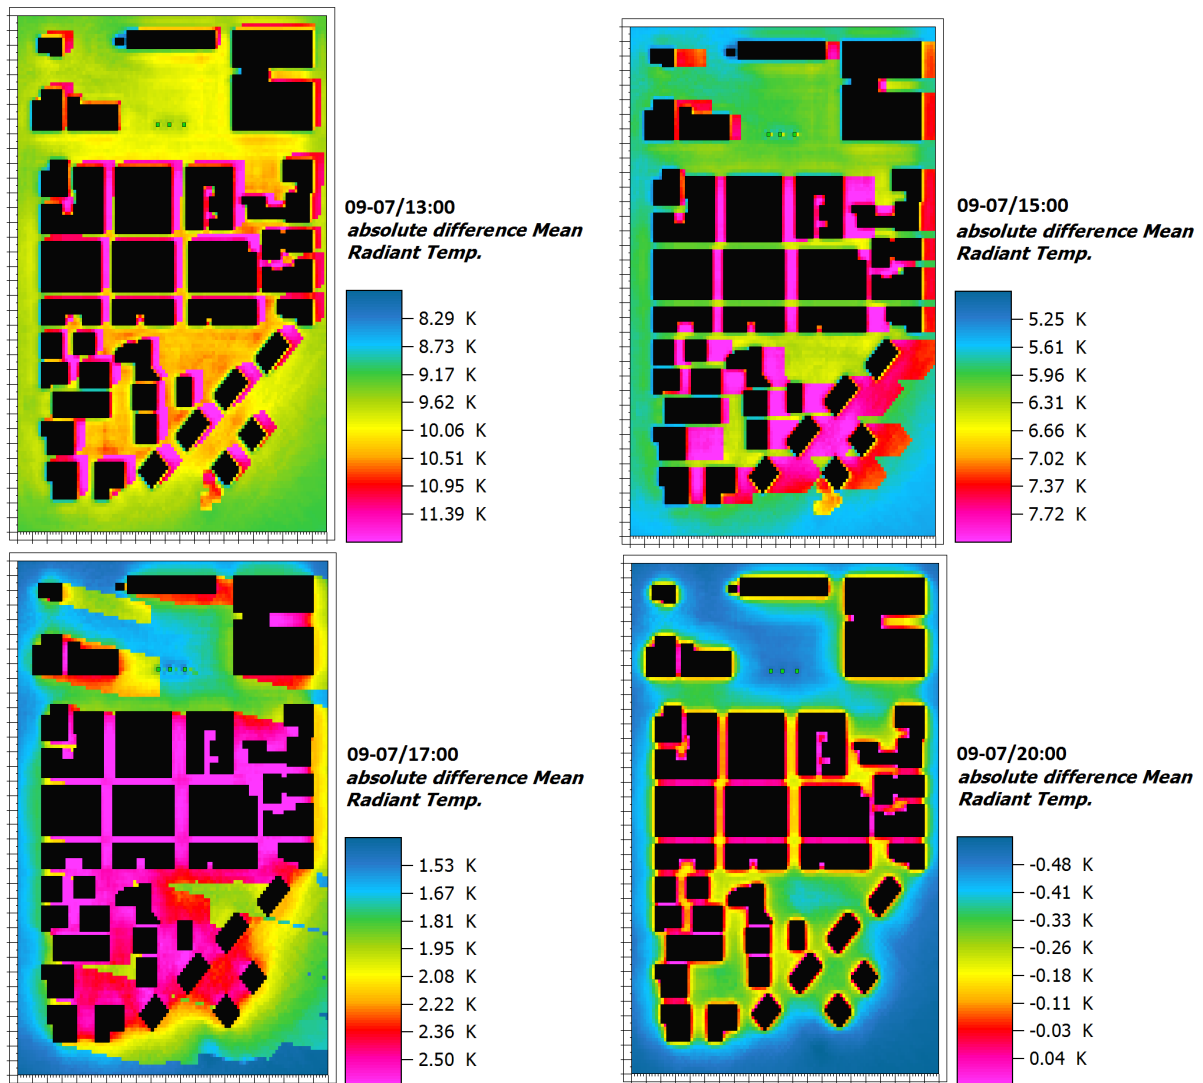 09-07/13:00
absolute difference Mean
Radiant Temp.
8.29 K
8.73 K
9.17 K
9.62 K
10.06 K
10.51 K
10.95 K
11.39 K
09-07/15:00
absolute difference Mean
Radiant Temp.
5.25 K
5.61 K
5.96 K
6.31 K
6.66 K
7.02 K
7.37 K
7.72 K
09-07/17:00
absolute difference Mean
Radiant Temp.
1.53 K
1.67 K
1.81 K
1.95 K
2.08 K
2.22 K
2.36 K
2.50 K
09-07/20:00
absolute difference Mean
Radiant Temp.
-0.48 K
-0.41 K
-0.33 K
-0.26 K
-0.18 K
-0.11 K
-0.03 K
0.04 K